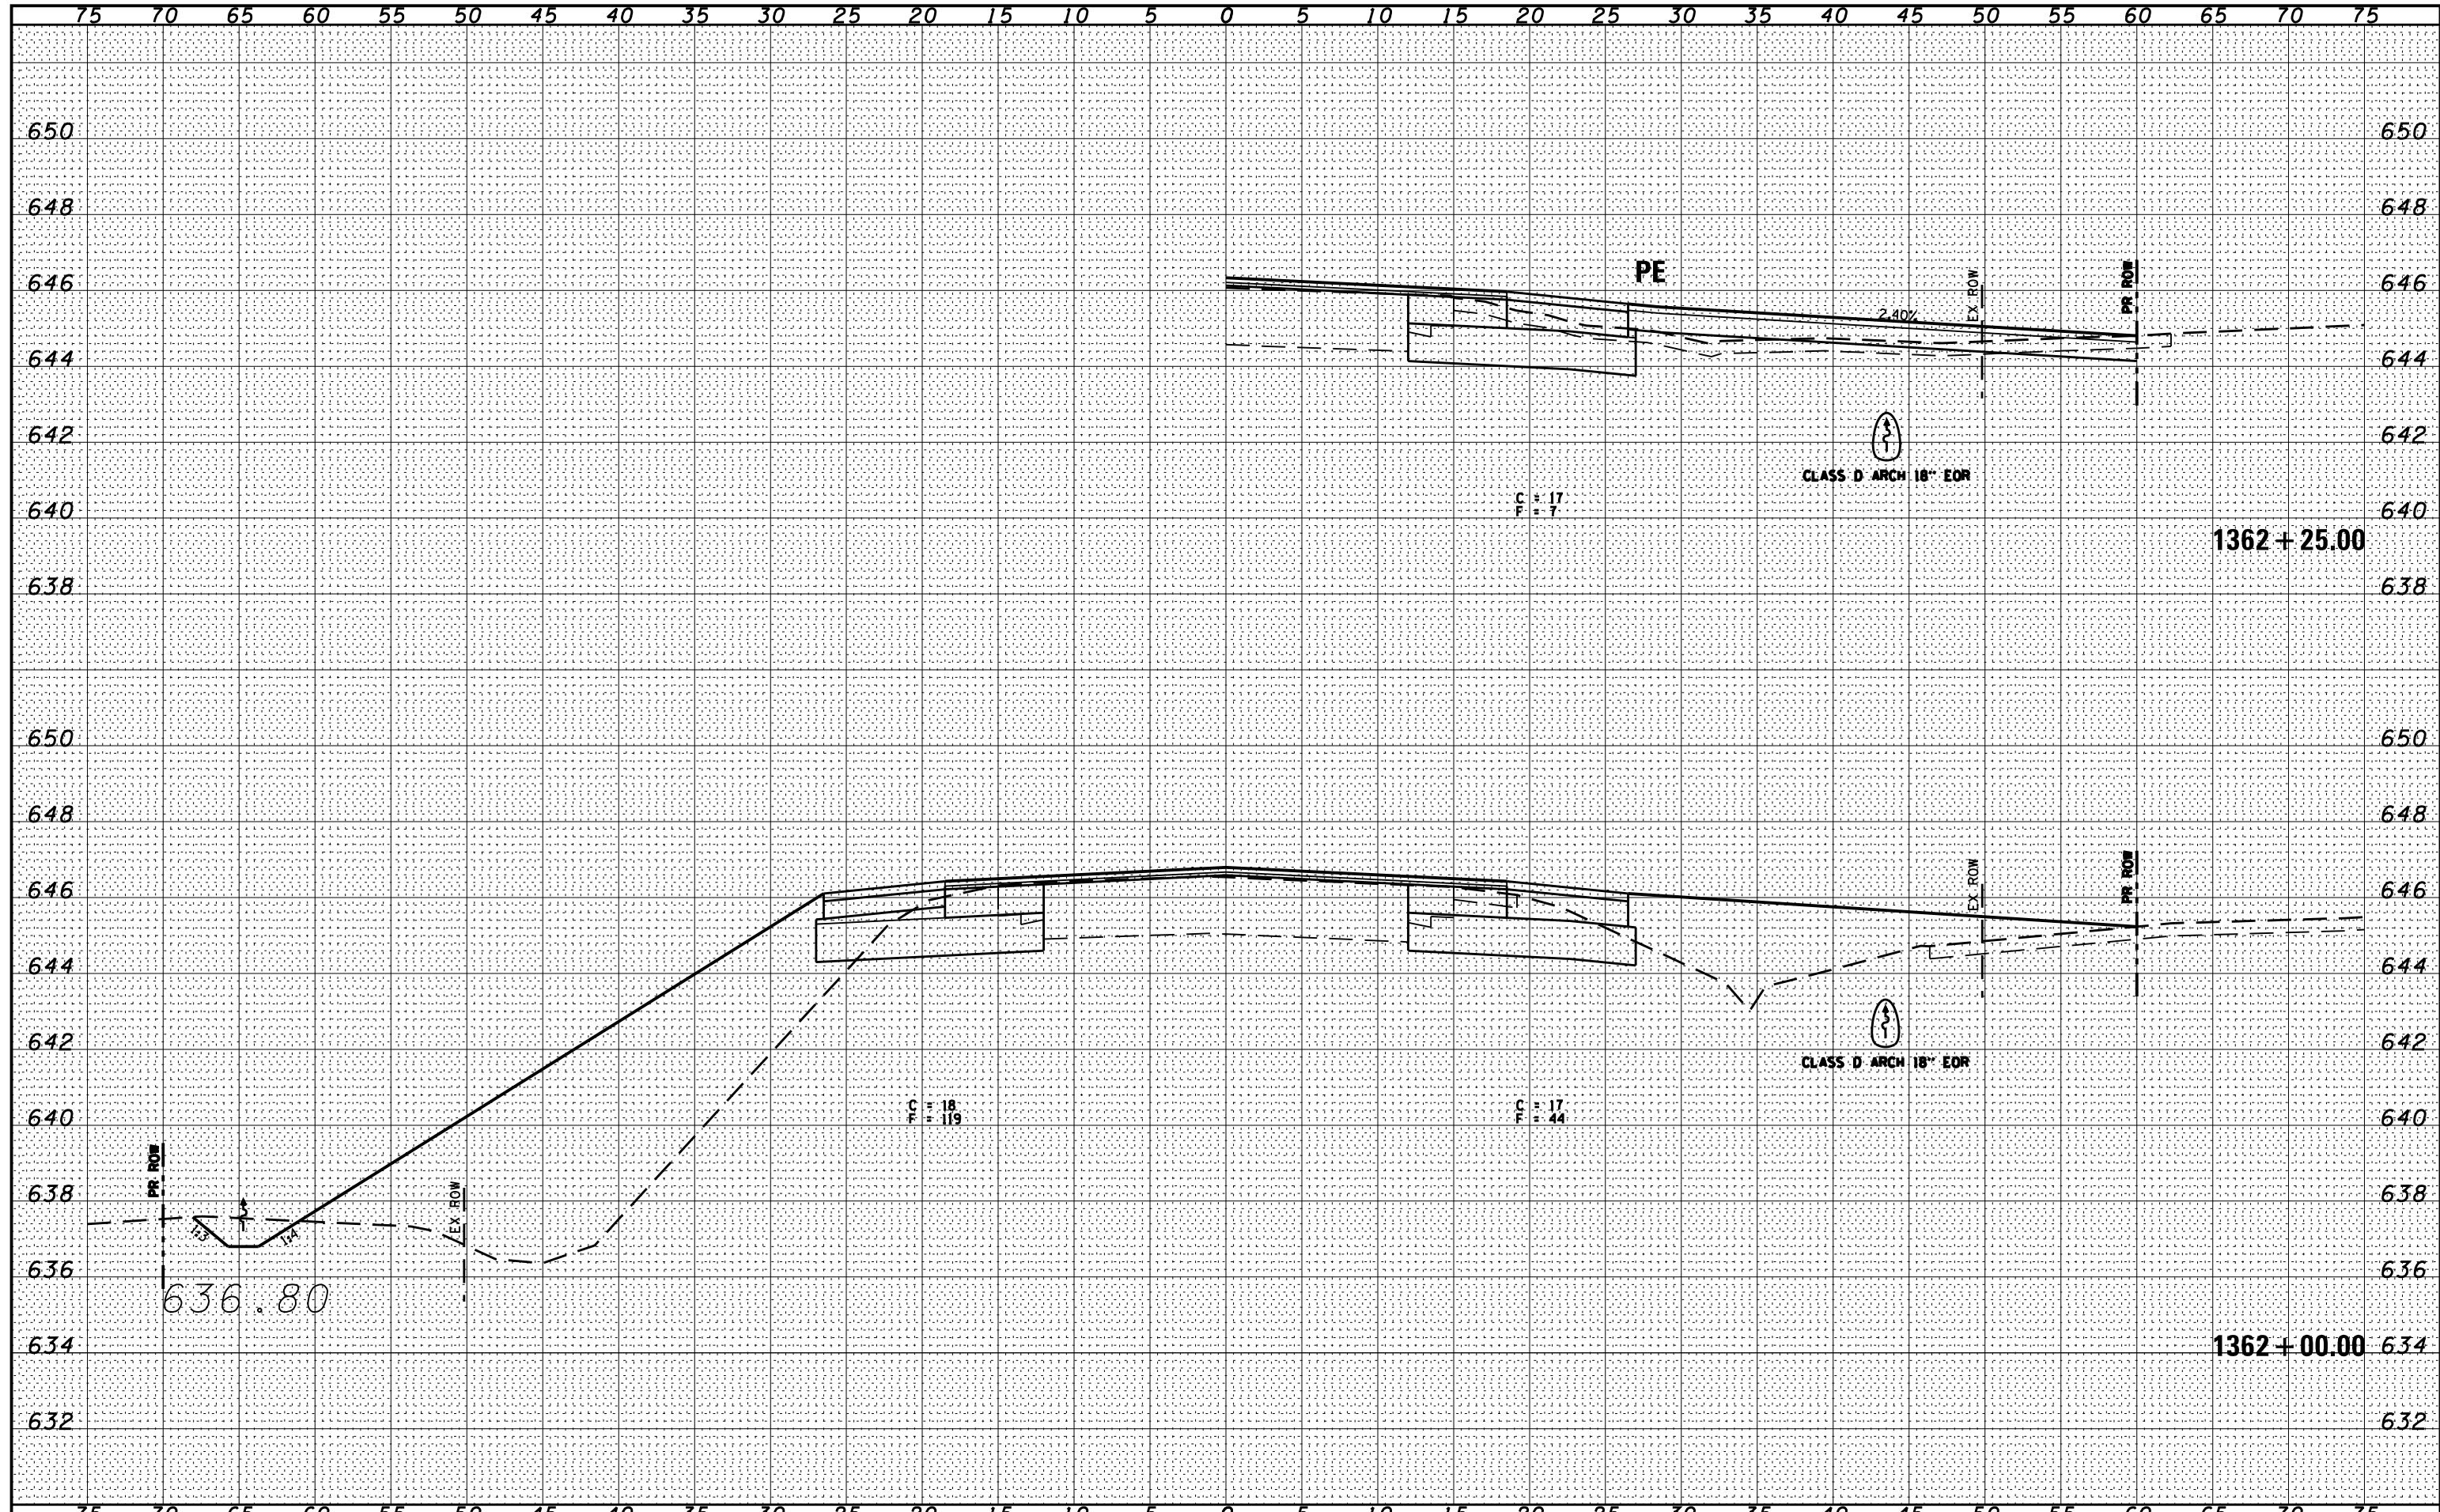 75 70 65 60 55 50 45 40 35 30 25 20 15 10 5 0 5 10 15 20 25 30 35 40 45 50 55 60 65 70 75
650 650
648 648
646 PE EX ROW PR ROW 646
2.40%
644 644
642 642
CLASS D ARCH 18" EOR
C = 17
F = 7
640 640
1362 + 25.00
638 638
650 650
648 648
646 EX ROW PR ROW 646
644 644
642 642
CLASS D ARCH 18" EOR
C = 18 C = 17
F = 119 F = 44
640 640
PR ROW
638 EX ROW 638
1:3 1:4
636 636
636.80
634 1362 + 00.00 634
632 632
75 70 65 60 55 50 45 40 35 30 25 20 15 10 5 0 5 10 15 20 25 30 35 40 45 50 55 60 65 70 75